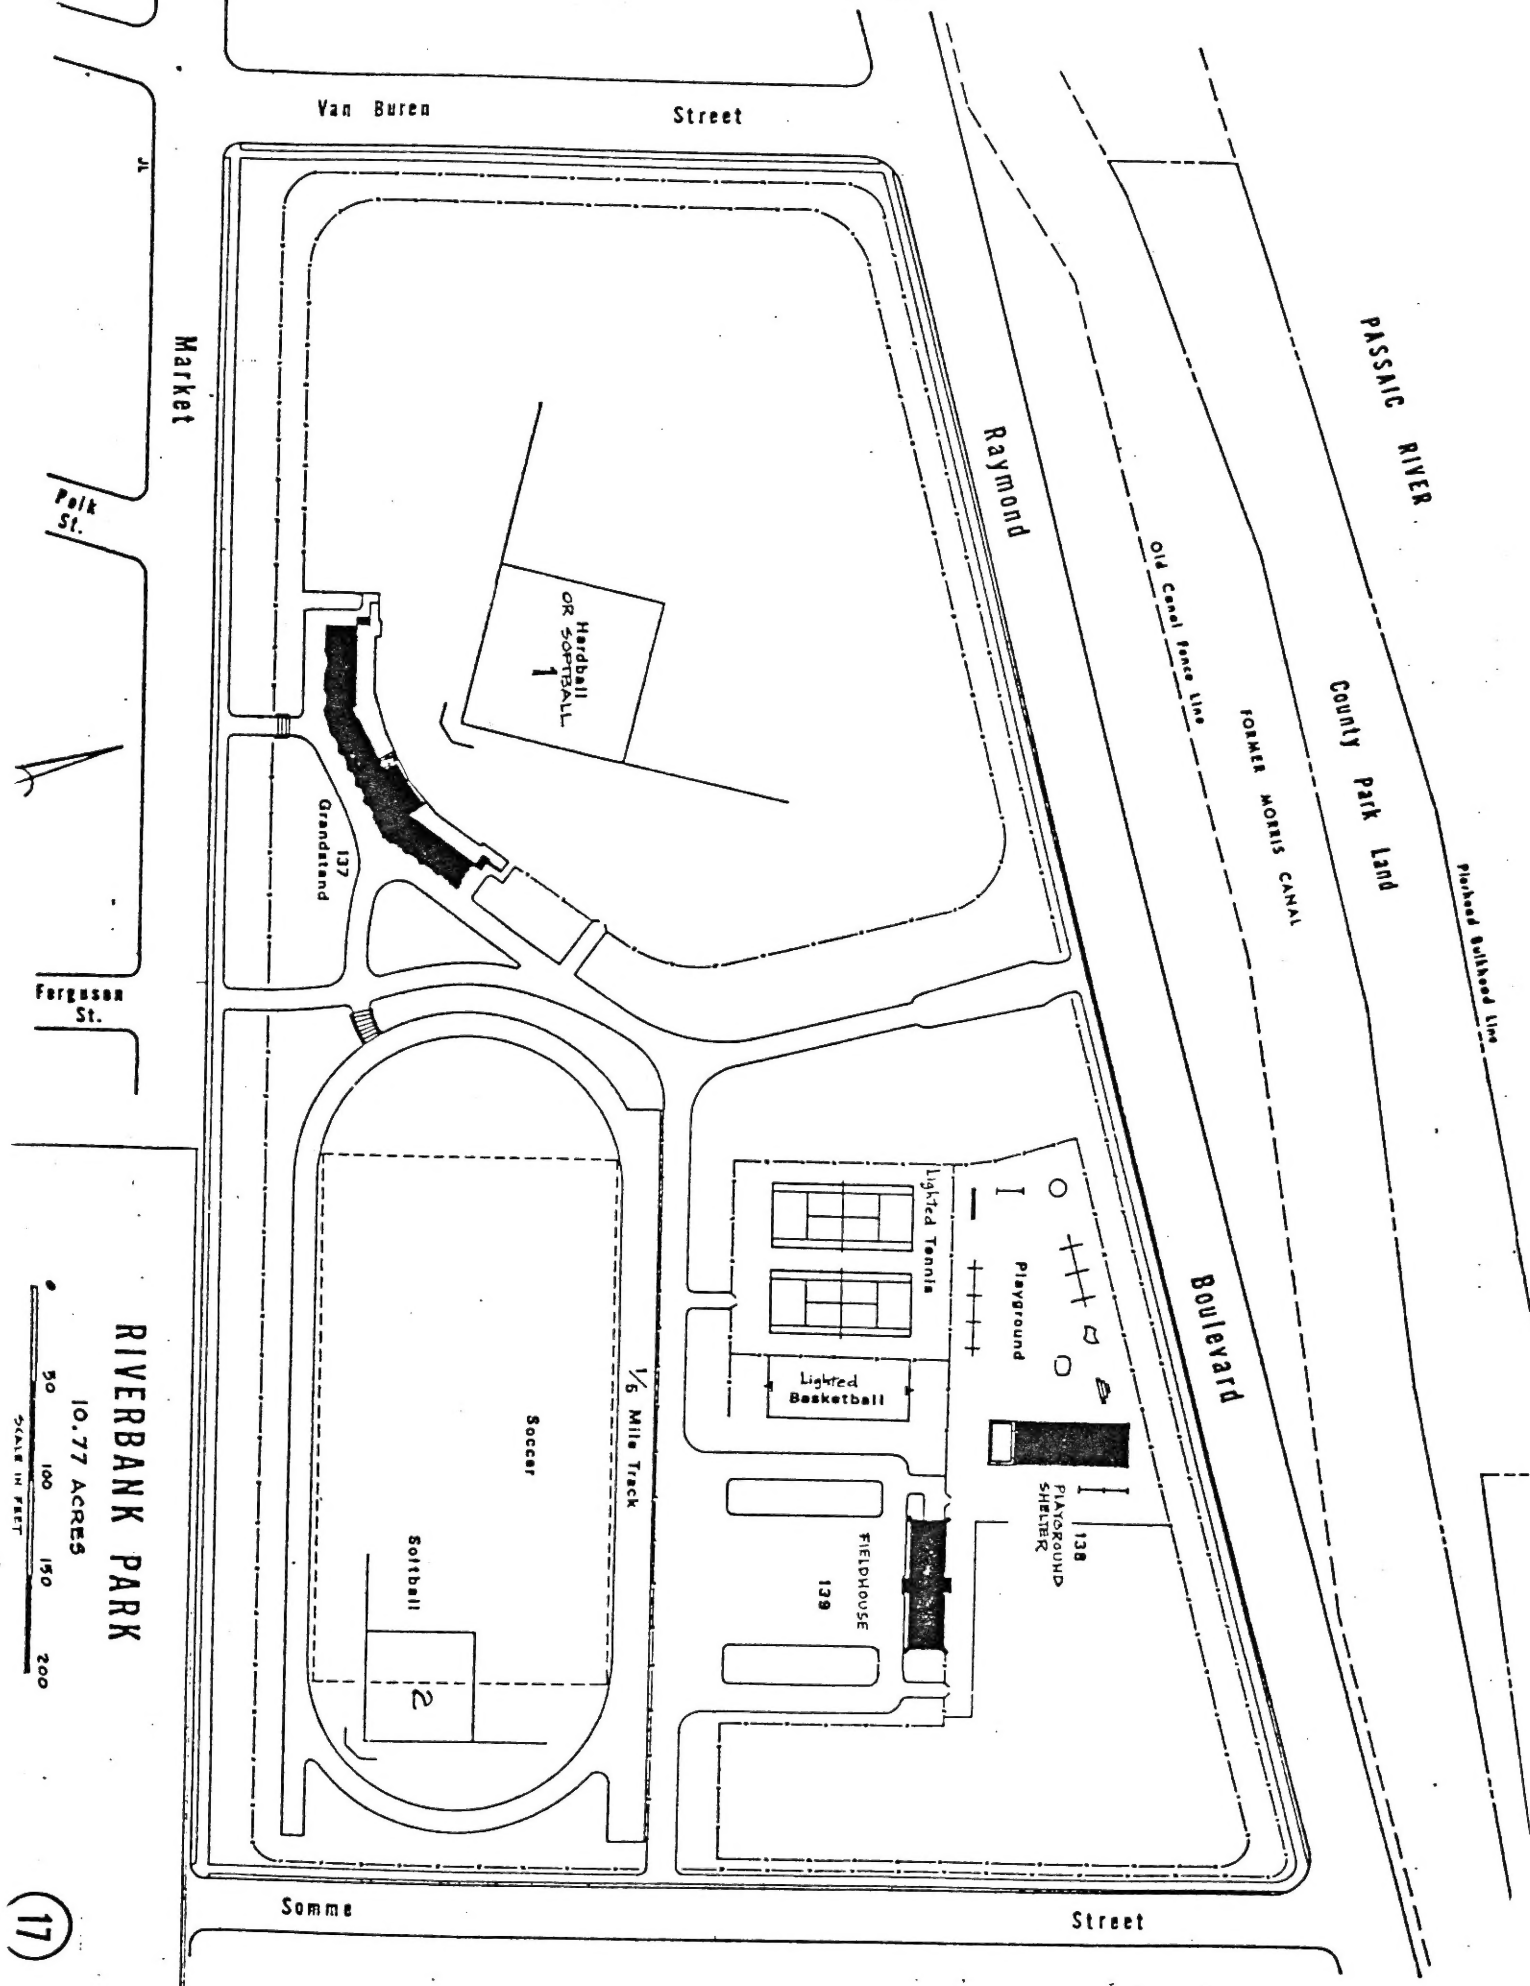 Van Buren Street
Market
Polk
St.
Ferguson
St.
Raymond
Boulevard
PASSAIC RIVER
Old Canal Fence Line
FORMER MORRIS CANAL
County Park Land
Pierhead Bulkhead Line
Hardball
OR SOFTBALL
1
137
Grandstand
Lighted Tennis
Playground
Lighted
Basketball
138
PLAYGROUND
SHELTER
FIELDHOUSE
139
1/5 Mile Track
Soccer
Softball
2
Somme Street
RIVERBANK PARK
10.77 ACRES
0 50 100 150 200
SCALE IN FEET
17